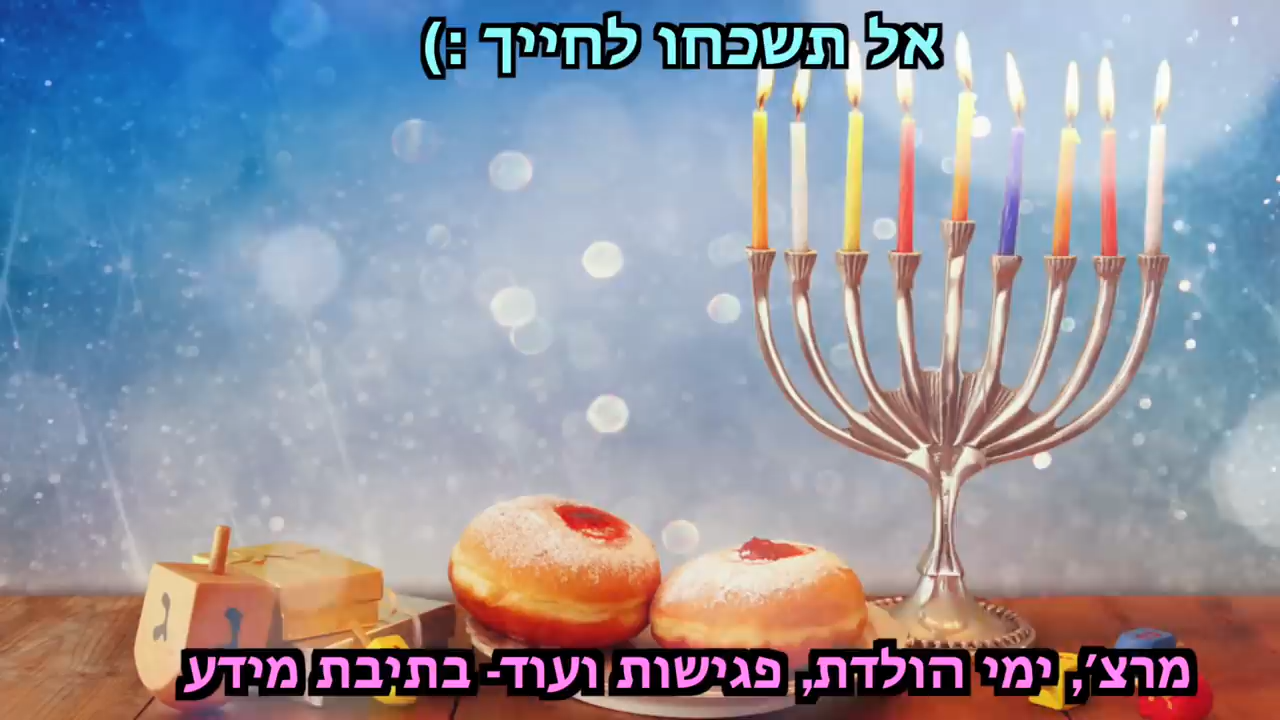 אל תשכחו לחייך :)
מרצ', ימי הולדת, פגישות ועוד- בתיבת מידע